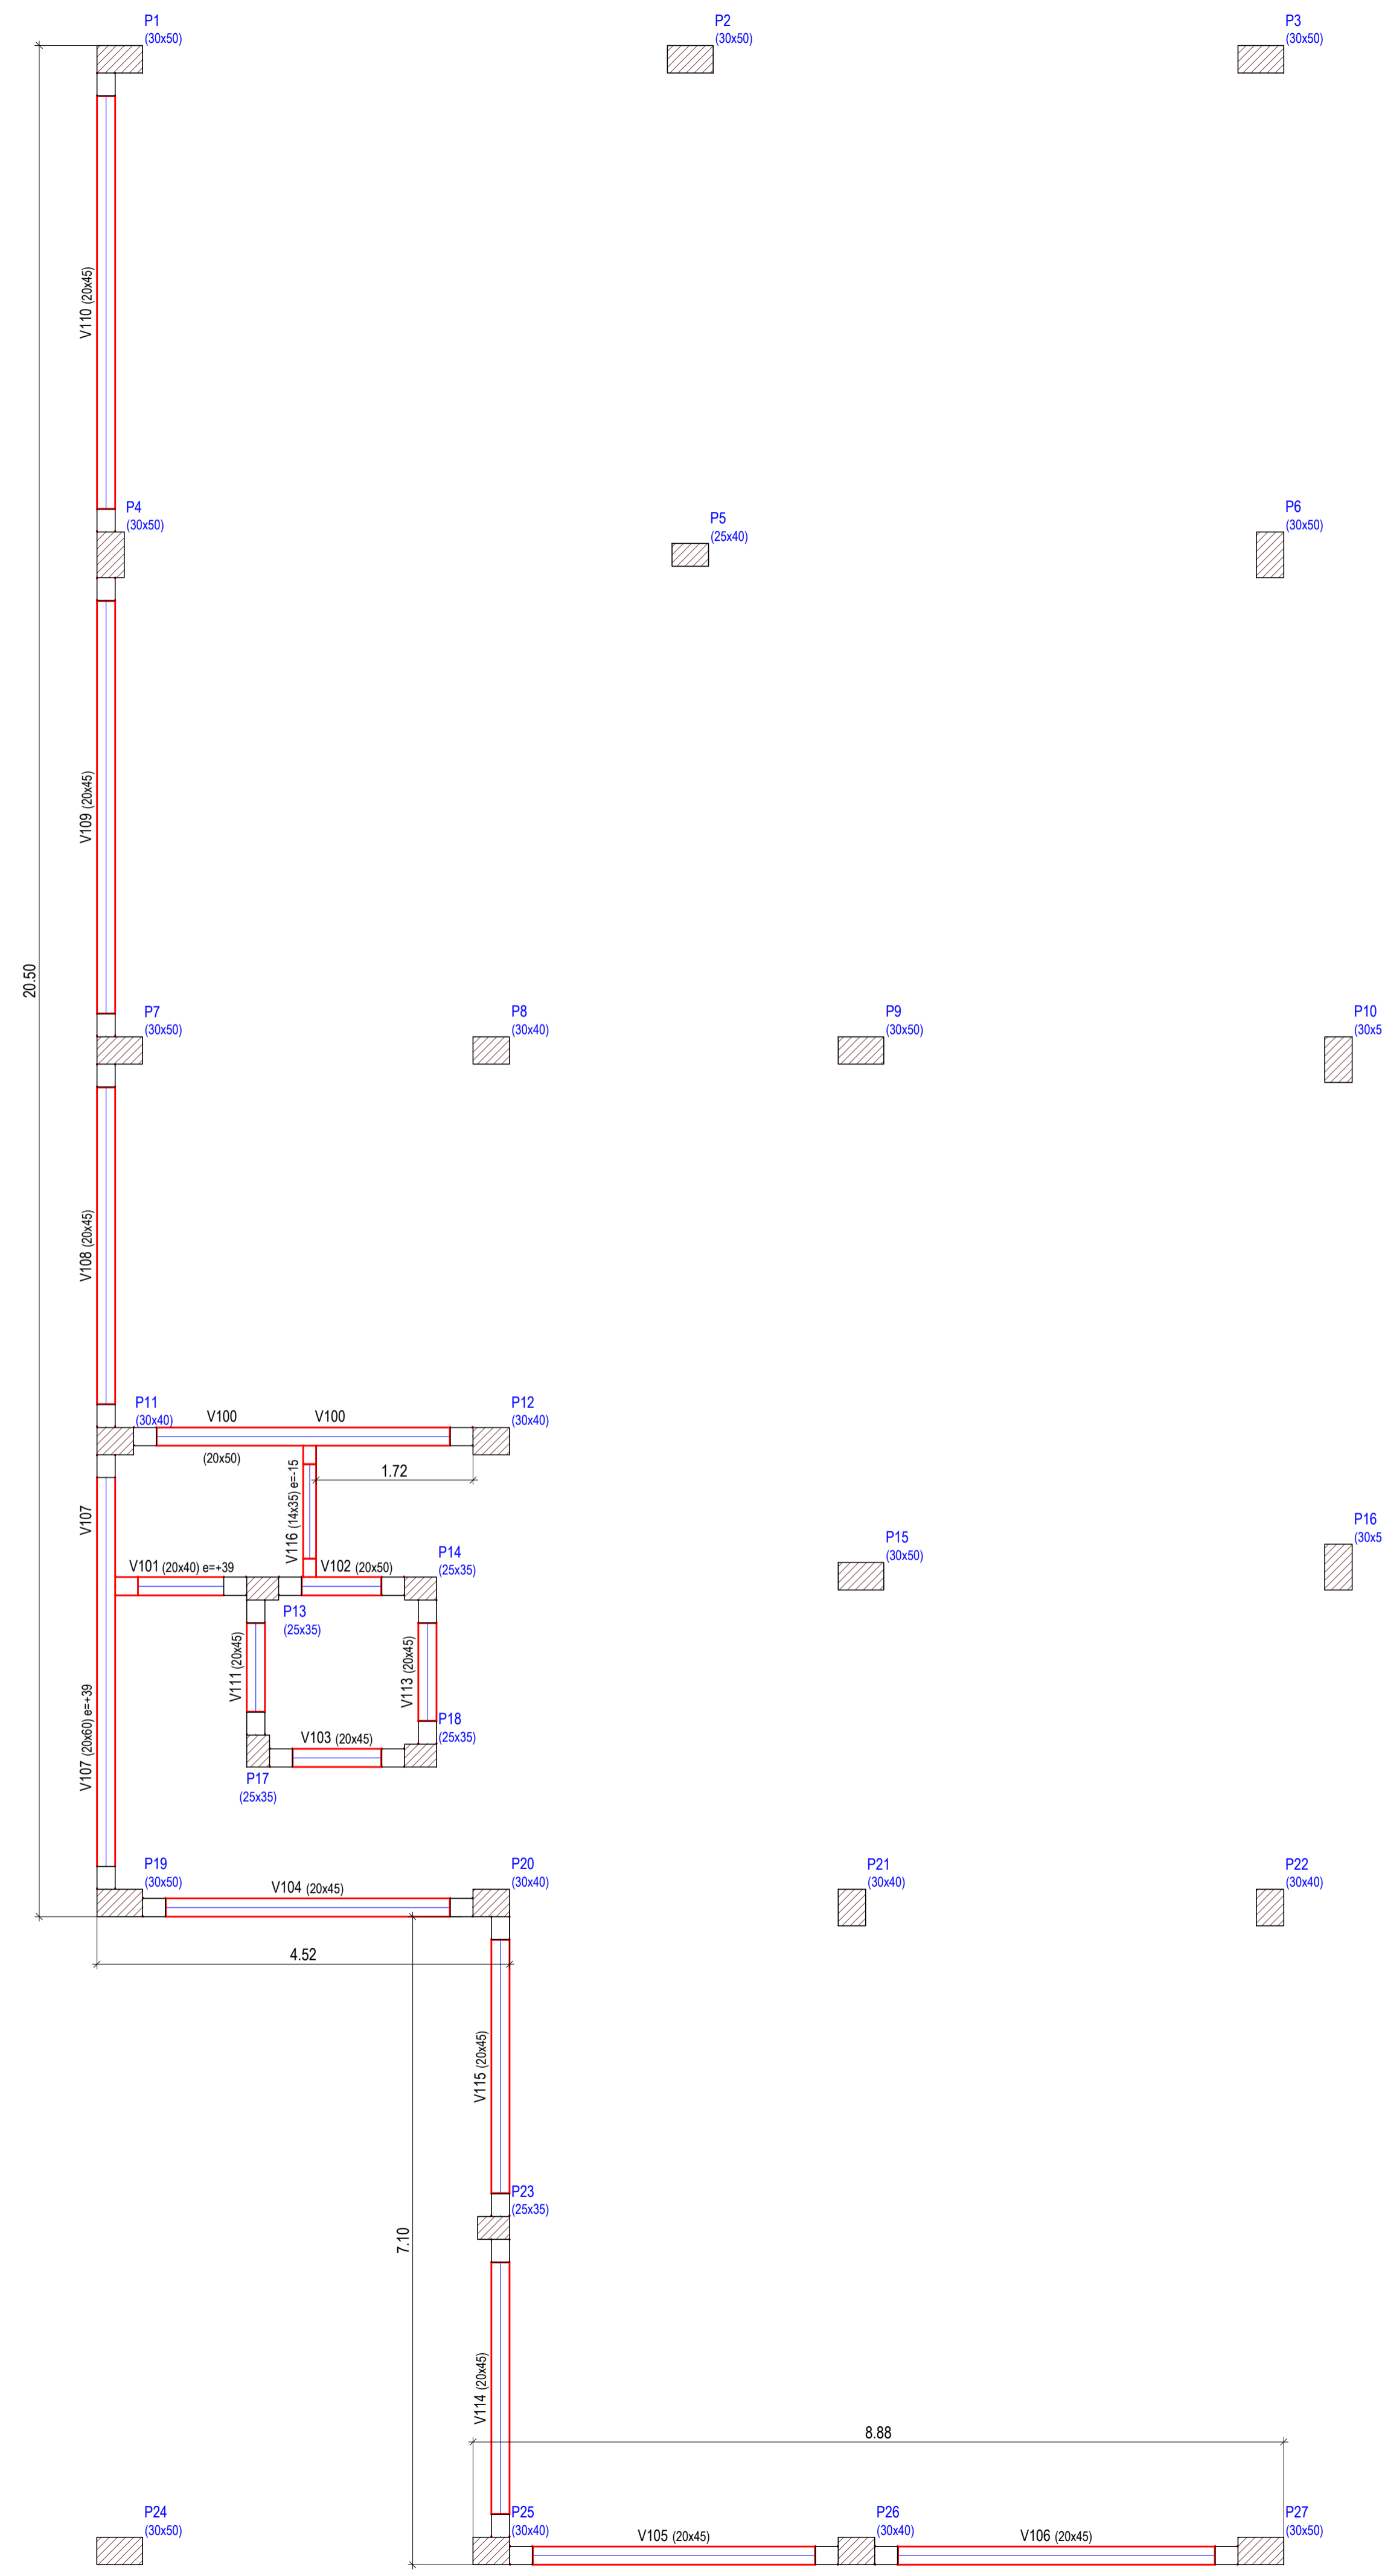 P1
(30x50)
P2
(30x50)
P3
(30x50)
V110 (20x45)
P4
(30x50)
P5
(25x40)
P6
(30x50)
V109 (20x45)
20.50
P7
(30x50)
P8
(30x40)
P9
(30x50)
P10
(30x5
V108 (20x45)
P11
(30x40)
V100
V100
(20x50)
P12
(30x40)
1.72
V107
V116 (14x35) e=-15
V101 (20x40) e=+39
V102 (20x50)
P14
(25x35)
P15
(30x50)
P16
(30x5
P13
(25x35)
V111 (20x45)
V113 (20x45)
V107 (20x60) e=+39
V103 (20x45)
P18
(25x35)
P17
(25x35)
P19
(30x50)
V104 (20x45)
P20
(30x40)
P21
(30x40)
P22
(30x40)
4.52
V115 (20x45)
P23
(25x35)
7.10
V114 (20x45)
8.88
P24
(30x50)
P25
(30x40)
V105 (20x45)
P26
(30x40)
V106 (20x45)
P27
(30x50)